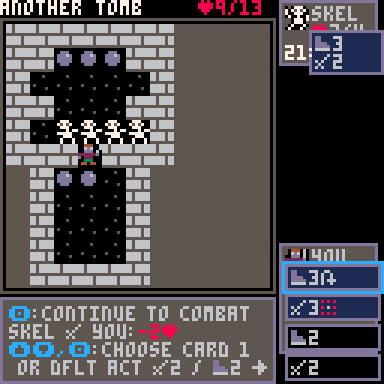 ANOTHER TOMB
9/13
SKEL
21:
3
2
YOU
3
3
2
2
:CONTINUE TO COMBAT
SKEL YOU:-2
, :CHOOSE CARD 1
OR DFLT ACT 2 / 2